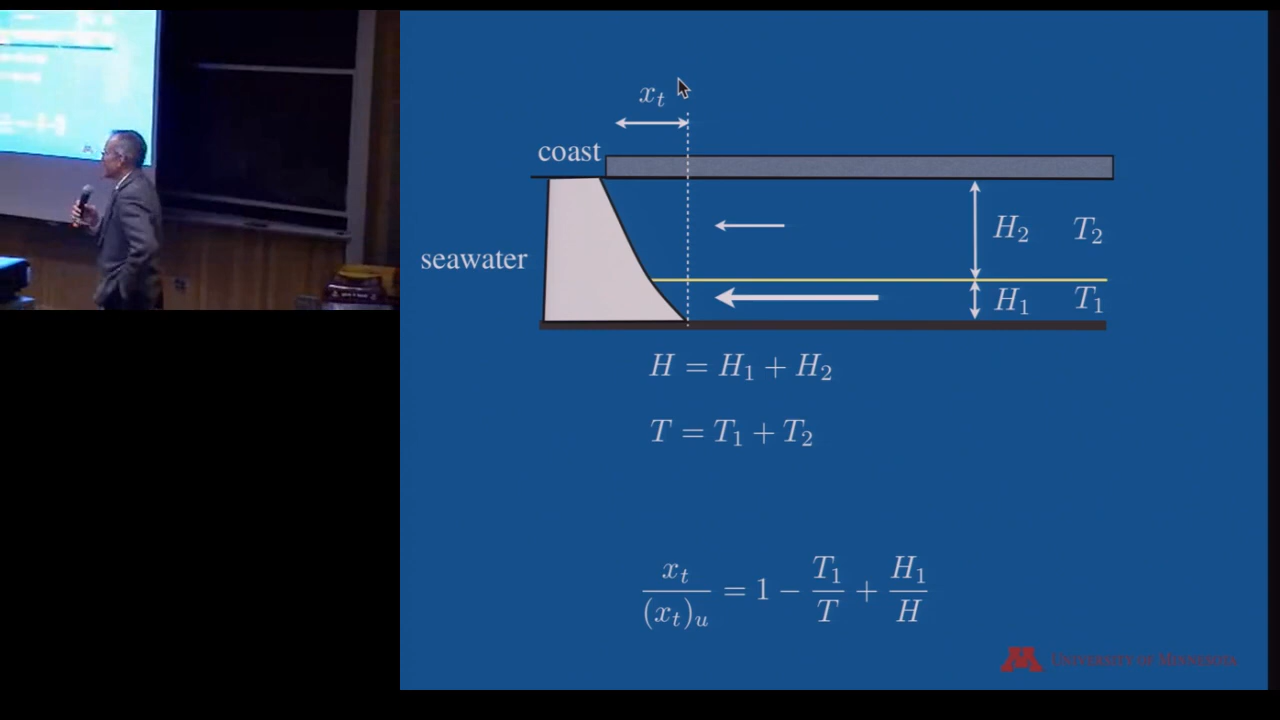 x_t
coast
H_2 T_2
seawater
H_1 T_1
H = H_1 + H_2
T = T_1 + T_2
x_t/(x_t)_u = 1 − T_1/T + H_1/H
UNIVERSITY OF MINNESOTA